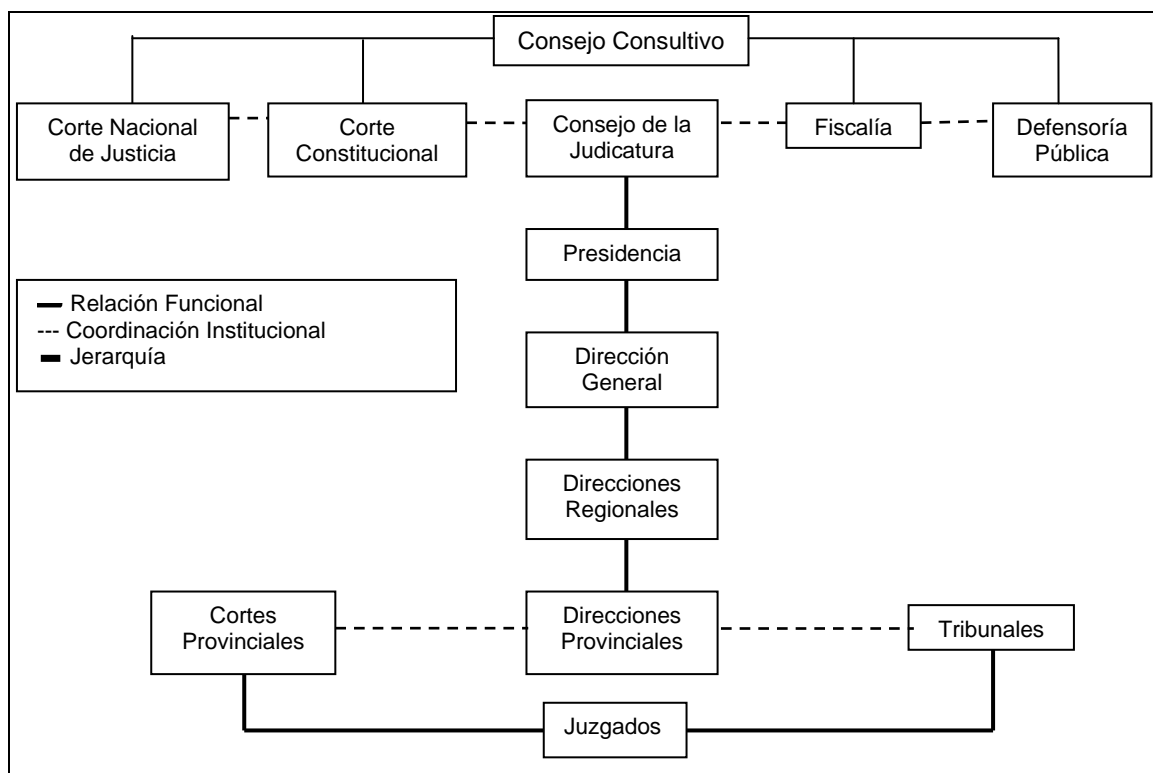 Consejo Consultivo
Corte Nacional
de Justicia
Corte
Constitucional
Consejo de la
Judicatura
Fiscalía
Defensoría
Pública
Presidencia
Relación Funcional
--- Coordinación Institucional
Jerarquía
Dirección
General
Direcciones
Regionales
Cortes
Provinciales
Direcciones
Provinciales
Tribunales
Juzgados